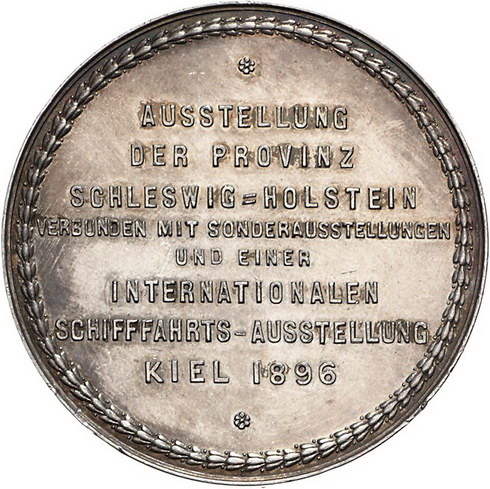 AUSSTELLUNG
DER PROVINZ
SCHLESWIG=HOLSTEIN
VERBUNDEN MIT SONDERAUSSTELLUNGEN
UND EINER
INTERNATIONALEN
SCHIFFFAHRTS-AUSSTELLUNG
KIEL 1896